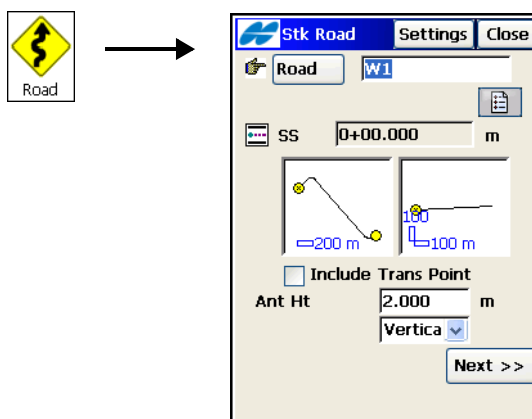 Road
Stk Road Settings Close
Road W1
SS 0+00.000 m
200 m
100
100 m
Include Trans Point
Ant Ht 2.000 m
Vertica
Next >>